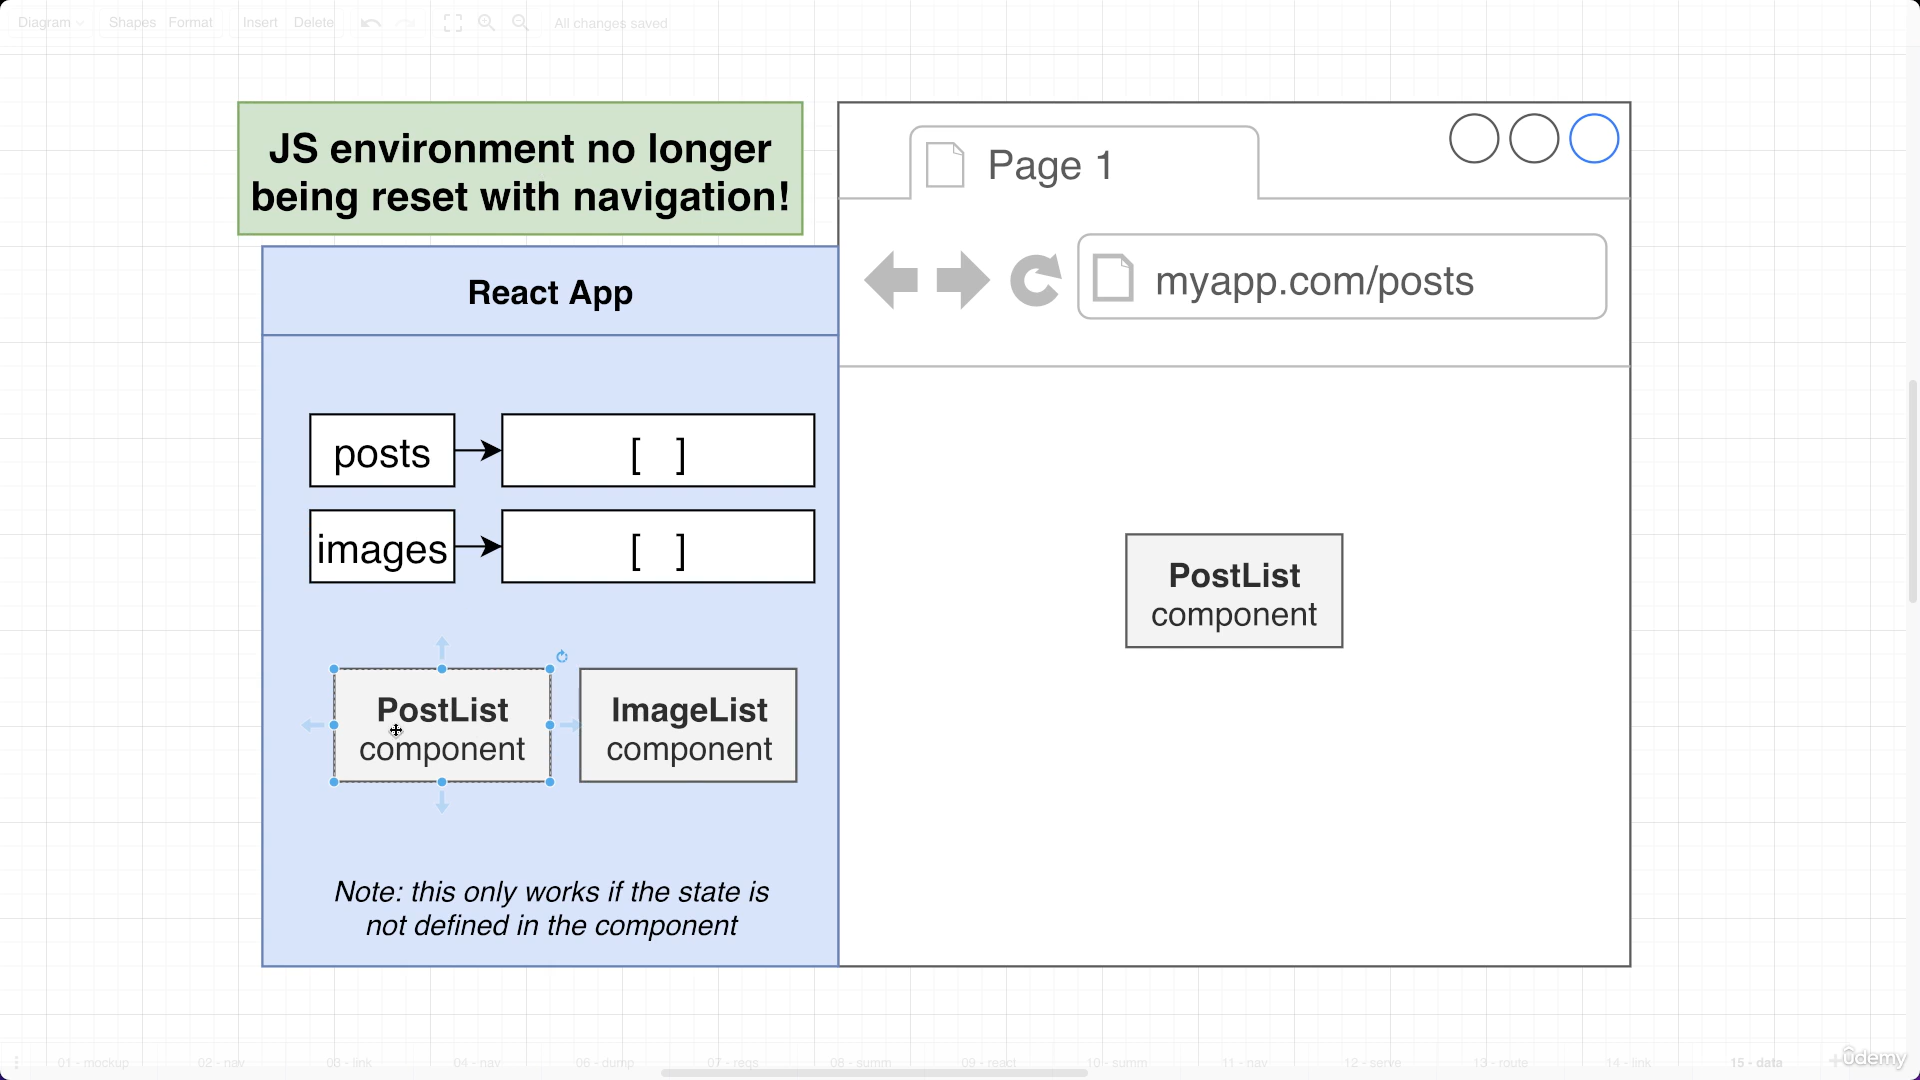 Diagram Shapes Format Insert Delete All changes saved
JS environment no longer
being reset with navigation!
Page 1
myapp.com/posts
React App
posts [ ]
images [ ]
PostList
component
PostList
component
ImageList
component
Note: this only works if the state is
not defined in the component
01 - mockup 02 - nav 03 - link 04 - nav 06 - dump 07 - reqs 08 - summ 09 - react 10 - summ 11 - nav 12 - serve 13 - route 14 - link 15 - data
ûdemy